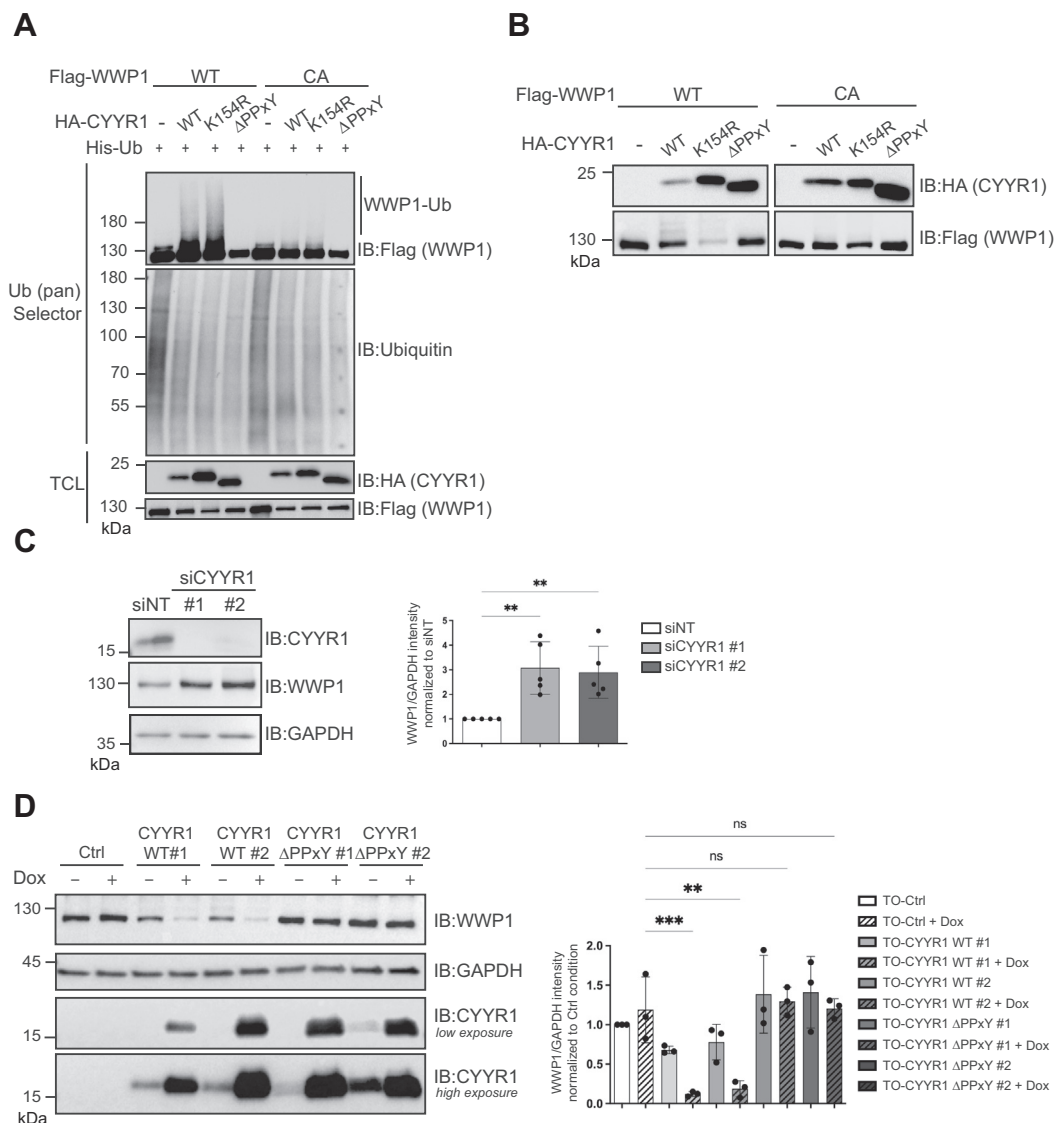 A
Flag-WWP1 WT CA
HA-CYYR1 - WT K154R ΔPPxY - WT K154R ΔPPxY
His-Ub + + + + + + + +
Ub (pan) Selector
WWP1-Ub
180
130
IB:Flag (WWP1)
180
130
100
70
55
IB:Ubiquitin
TCL
25
IB:HA (CYYR1)
130
IB:Flag (WWP1)
kDa
B
Flag-WWP1 WT CA
HA-CYYR1 - WT K154R ΔPPxY - WT K154R ΔPPxY
25
IB:HA (CYYR1)
130
IB:Flag (WWP1)
kDa
C
siCYYR1
siNT #1 #2
15
IB:CYYR1
130
IB:WWP1
35
IB:GAPDH
kDa
WWP1/GAPDH intensity
normalized to siNT
5
4
3
2
1
0
**
**
siNT
siCYYR1 #1
siCYYR1 #2
D
Ctrl
CYYR1 WT#1
CYYR1 WT #2
CYYR1 ΔPPxY #1
CYYR1 ΔPPxY #2
Dox − + − + − + − + − +
130
IB:WWP1
45
IB:GAPDH
15
IB:CYYR1
low exposure
15
IB:CYYR1
high exposure
kDa
WWP1/GAPDH intensity
normalized to Ctrl condition
2.0
1.5
1.0
0.5
0.0
ns
ns
**
***
TO-Ctrl
TO-Ctrl + Dox
TO-CYYR1 WT #1
TO-CYYR1 WT #1 + Dox
TO-CYYR1 WT #2
TO-CYYR1 WT #2 + Dox
TO-CYYR1 ΔPPxY #1
TO-CYYR1 ΔPPxY #1 + Dox
TO-CYYR1 ΔPPxY #2
TO-CYYR1 ΔPPxY #2 + Dox